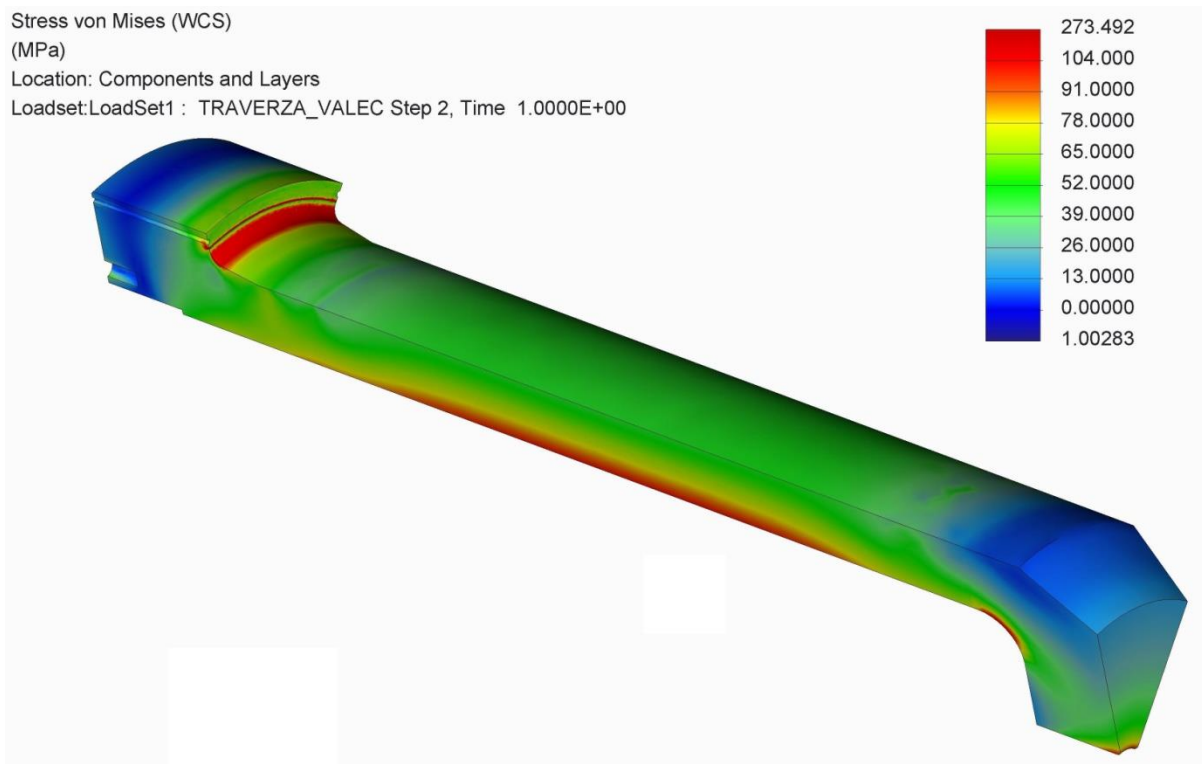 Stress von Mises (WCS)
(MPa)
Location: Components and Layers
Loadset:LoadSet1 : TRAVERZA_VALEC Step 2, Time 1.0000E+00
273.492
104.000
91.0000
78.0000
65.0000
52.0000
39.0000
26.0000
13.0000
0.00000
1.00283